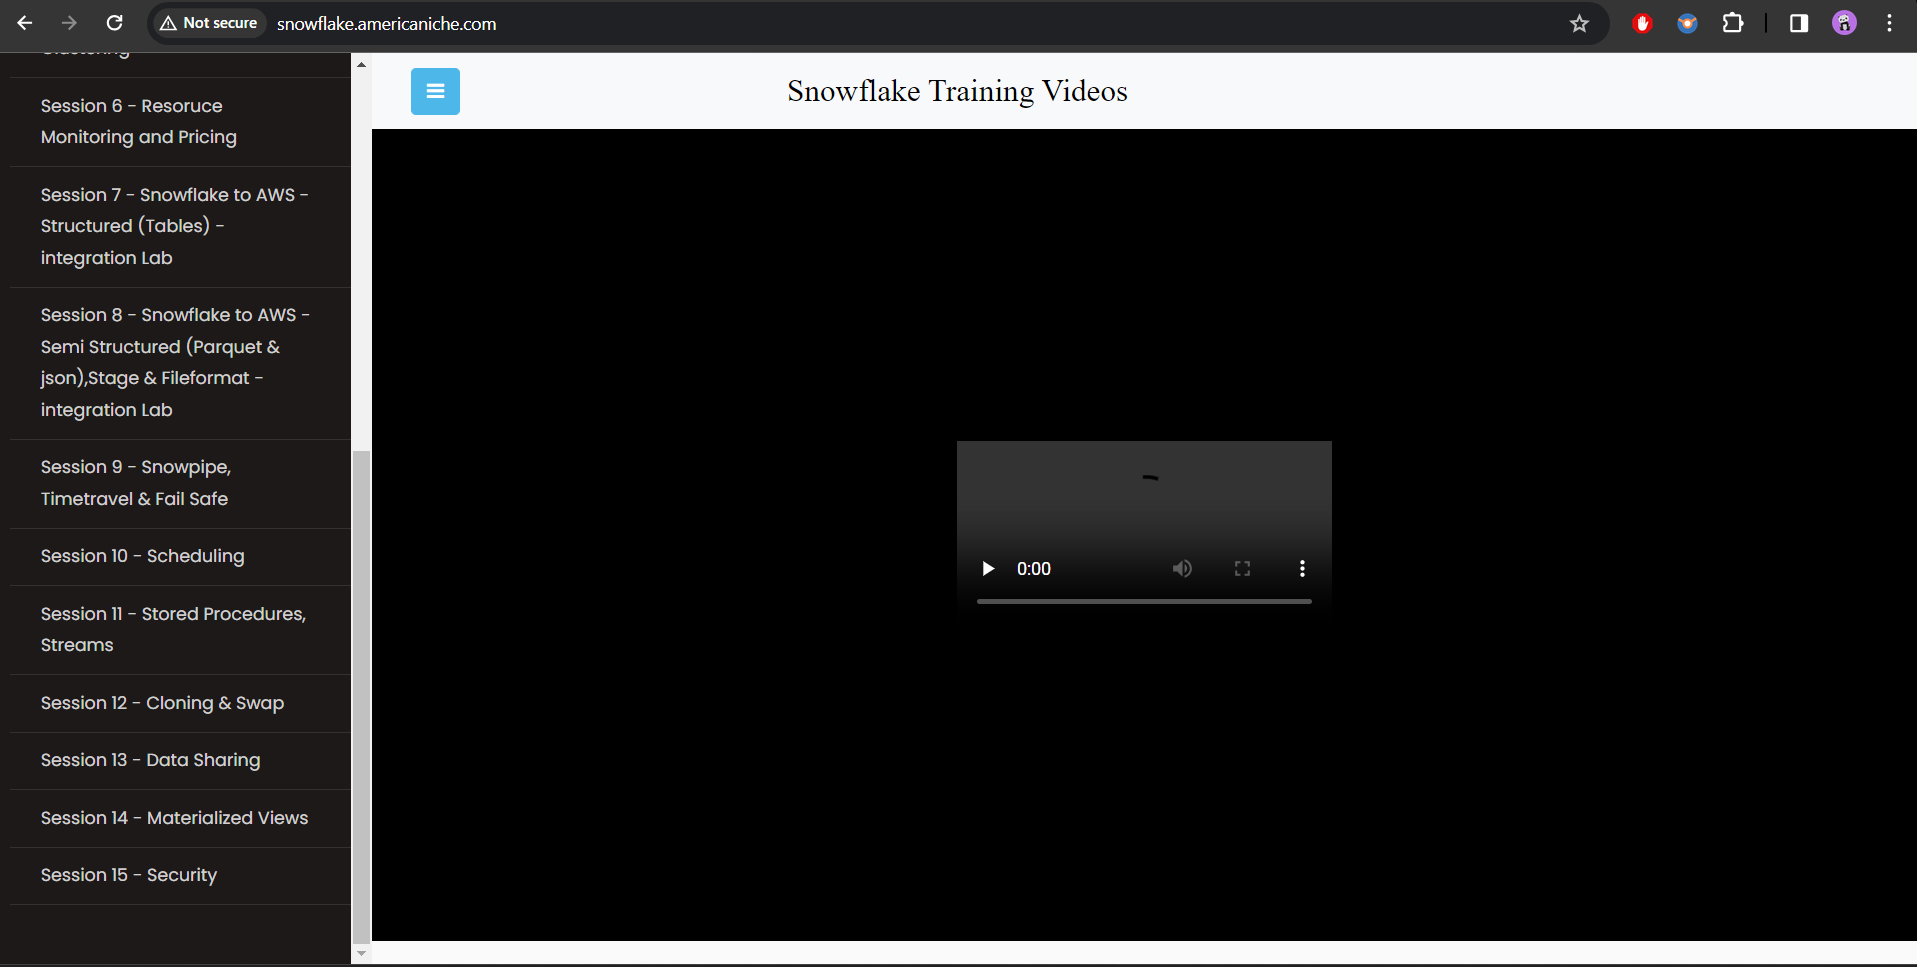 Not secure
snowflake.americaniche.com
Clustering
Session 6 - Resoruce
Monitoring and Pricing
Session 7 - Snowflake to AWS -
Structured (Tables) -
integration Lab
Session 8 - Snowflake to AWS -
Semi Structured (Parquet &
json),Stage & Fileformat -
integration Lab
Session 9 - Snowpipe,
Timetravel & Fail Safe
Session 10 - Scheduling
Session 11 - Stored Procedures,
Streams
Session 12 - Cloning & Swap
Session 13 - Data Sharing
Session 14 - Materialized Views
Session 15 - Security
Snowflake Training Videos
0:00